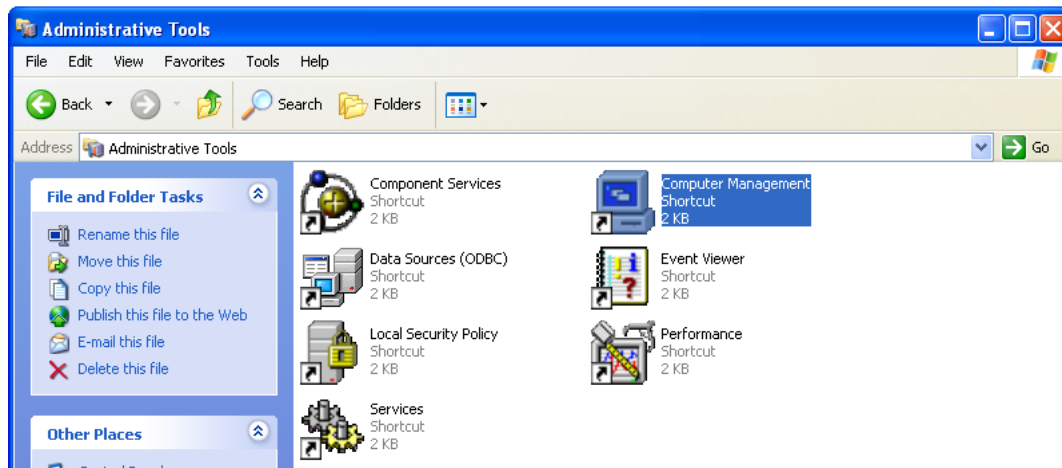 Administrative Tools
File Edit View Favorites Tools Help
Back Search Folders
Address Administrative Tools Go
File and Folder Tasks
Rename this file
Move this file
Copy this file
Publish this file to the Web
E-mail this file
Delete this file
Other Places
Component Services
Shortcut
2 KB
Computer Management
Shortcut
2 KB
Data Sources (ODBC)
Shortcut
2 KB
Event Viewer
Shortcut
2 KB
Local Security Policy
Shortcut
2 KB
Performance
Shortcut
2 KB
Services
Shortcut
2 KB